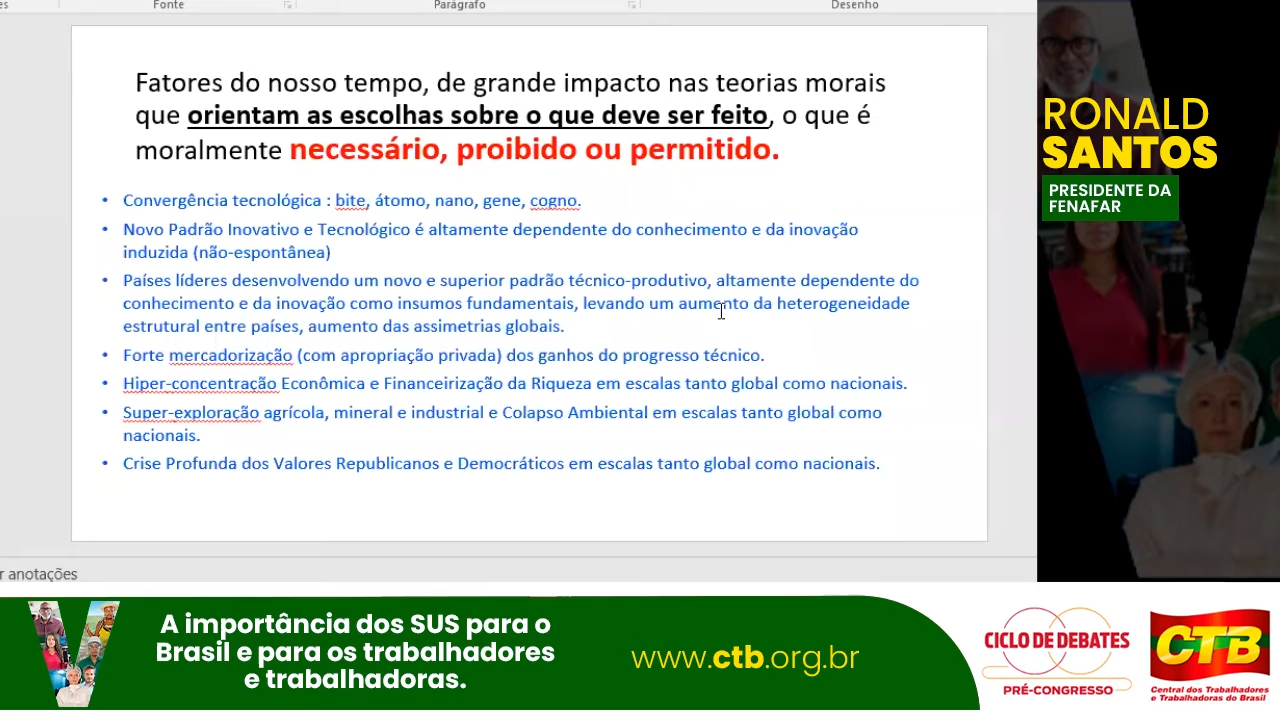 Fonte
Parágrafo
Desenho
Fatores do nosso tempo, de grande impacto nas teorias morais
que orientam as escolhas sobre o que deve ser feito, o que é
moralmente necessário, proibido ou permitido.
• Convergência tecnológica : bite, átomo, nano, gene, cogno.
• Novo Padrão Inovativo e Tecnológico é altamente dependente do conhecimento e da inovação
induzida (não-espontânea)
• Países líderes desenvolvendo um novo e superior padrão técnico-produtivo, altamente dependente do
conhecimento e da inovação como insumos fundamentais, levando um aumento da heterogeneidade
estrutural entre países, aumento das assimetrias globais.
• Forte mercadorização (com apropriação privada) dos ganhos do progresso técnico.
• Hiper-concentração Econômica e Financeirização da Riqueza em escalas tanto global como nacionais.
• Super-exploração agrícola, mineral e industrial e Colapso Ambiental em escalas tanto global como
nacionais.
• Crise Profunda dos Valores Republicanos e Democráticos em escalas tanto global como nacionais.
r anotações
RONALD
SANTOS
PRESIDENTE DA
FENAFAR
A importância dos SUS para o
Brasil e para os trabalhadores
e trabalhadoras.
www.ctb.org.br
CICLO DE DEBATES
PRÉ-CONGRESSO
CTB
Central dos Trabalhadores
e Trabalhadoras do Brasil